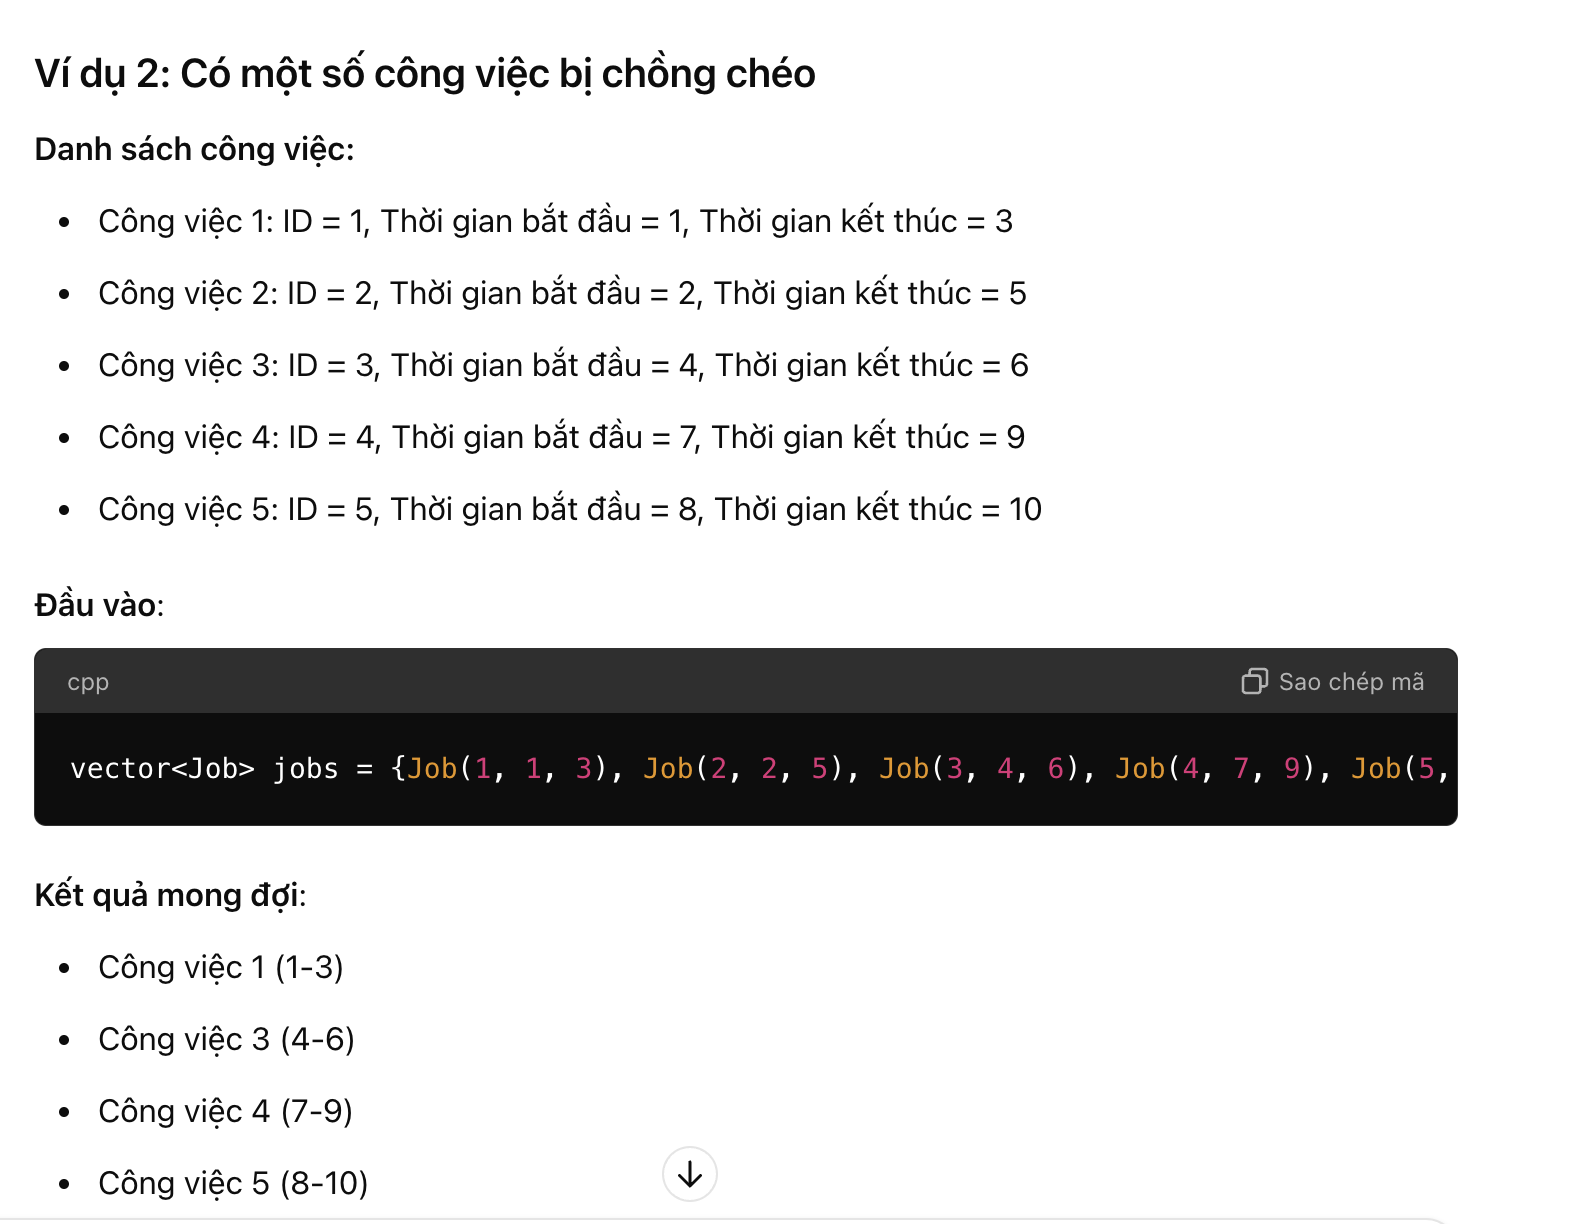 Ví dụ 2: Có một số công việc bị chồng chéo
Danh sách công việc:
• Công việc 1: ID = 1, Thời gian bắt đầu = 1, Thời gian kết thúc = 3
• Công việc 2: ID = 2, Thời gian bắt đầu = 2, Thời gian kết thúc = 5
• Công việc 3: ID = 3, Thời gian bắt đầu = 4, Thời gian kết thúc = 6
• Công việc 4: ID = 4, Thời gian bắt đầu = 7, Thời gian kết thúc = 9
• Công việc 5: ID = 5, Thời gian bắt đầu = 8, Thời gian kết thúc = 10
Đầu vào:
cpp Sao chép mã
vector<Job> jobs = {Job(1, 1, 3), Job(2, 2, 5), Job(3, 4, 6), Job(4, 7, 9), Job(5,
Kết quả mong đợi:
• Công việc 1 (1-3)
• Công việc 3 (4-6)
• Công việc 4 (7-9)
• Công việc 5 (8-10)